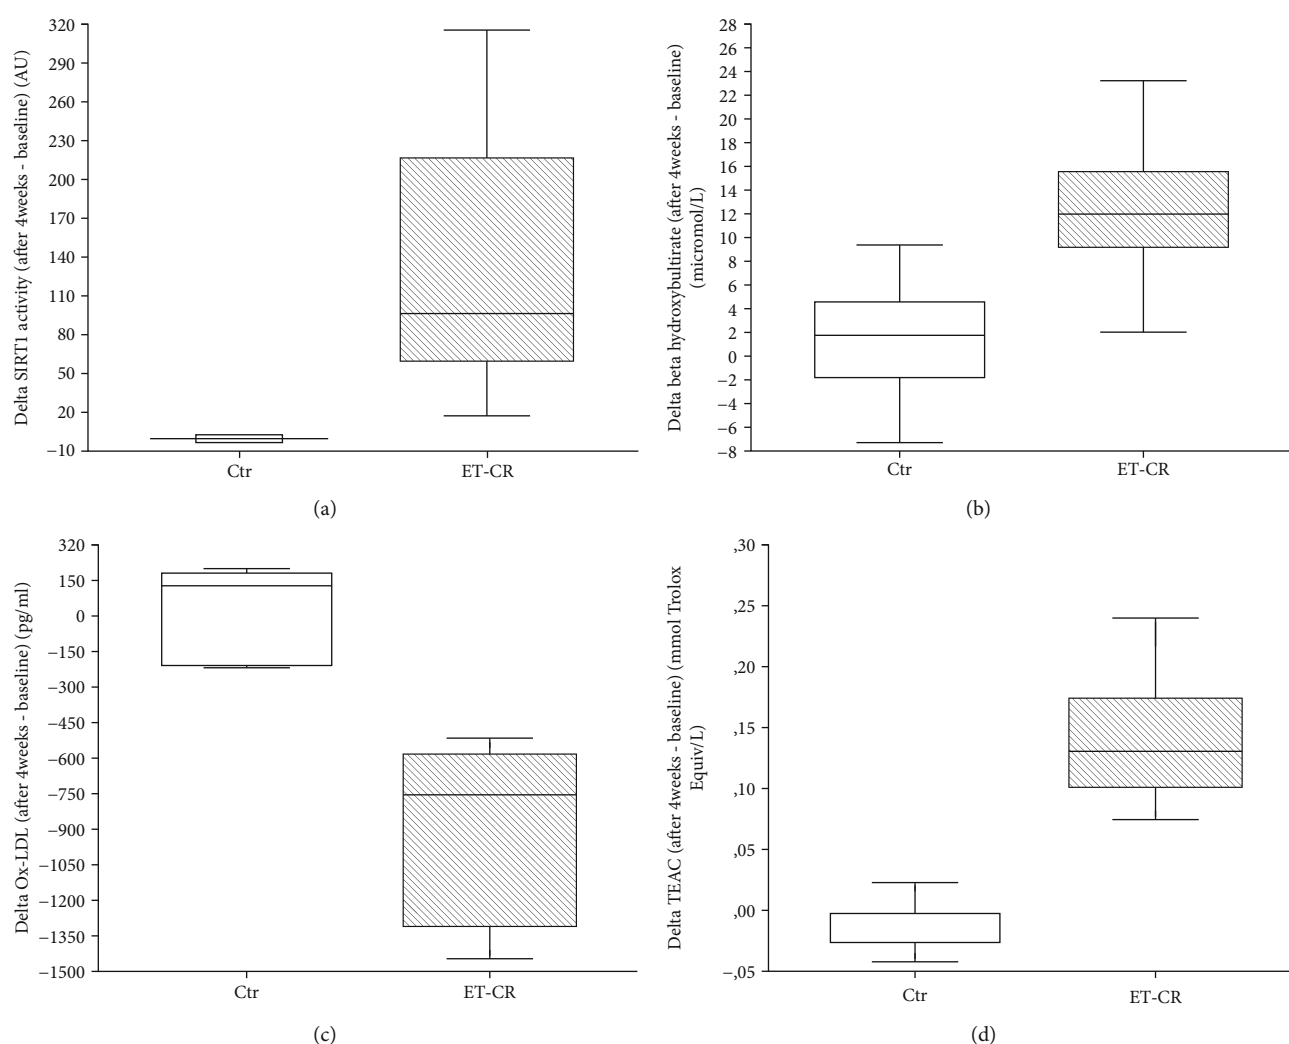 Delta SIRT1 activity (after 4weeks - baseline) (AU)
320
290
260
230
200
170
140
110
80
50
20
−10
Ctr
ET-CR
(a)
Delta beta hydroxybultirate (after 4weeks - baseline)
(micromol/L)
28
26
24
22
20
18
16
14
12
10
8
6
4
2
0
−2
−4
−6
−8
Ctr
ET-CR
(b)
Delta Ox-LDL (after 4weeks - baseline) (pg/ml)
320
150
0
−150
−300
−450
−600
−750
−900
−1050
−1200
−1350
−1500
Ctr
ET-CR
(c)
Delta TEAC (after 4weeks - baseline) (mmol Trolox
Equiv/L)
,30
,25
,20
,15
,10
,05
,00
−,05
Ctr
ET-CR
(d)